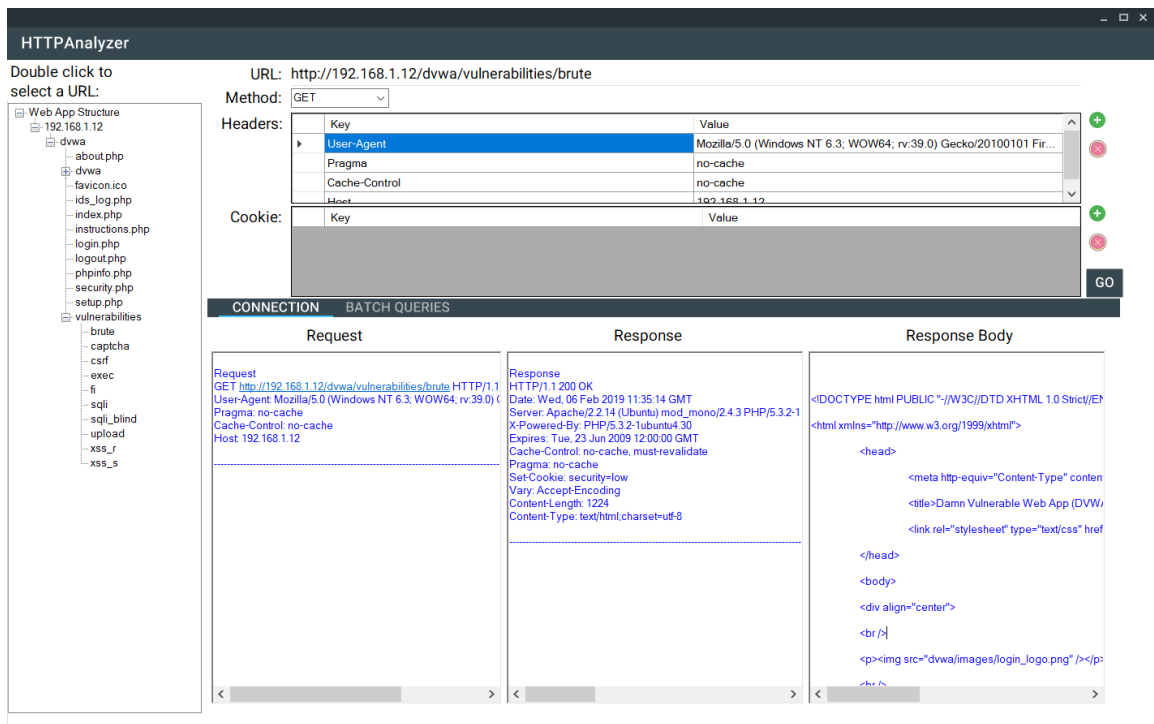 HTTPAnalyzer
Double click to
select a URL:
Web App Structure
192.168.1.12
dvwa
about.php
dvwa
favicon.ico
ids_log.php
index.php
instructions.php
login.php
logout.php
phpinfo.php
security.php
setup.php
vulnerabilities
brute
captcha
csrf
exec
fi
sqli
sqli_blind
upload
xss_r
xss_s
URL: http://192.168.1.12/dvwa/vulnerabilities/brute
Method: GET
Headers:
Key Value
User-Agent Mozilla/5.0 (Windows NT 6.3; WOW64; rv:39.0) Gecko/20100101 Fir...
Pragma no-cache
Cache-Control no-cache
Host 192.168.1.12
Cookie:
Key Value
GO
CONNECTION BATCH QUERIES
Request
Request
GET http://192.168.1.12/dvwa/vulnerabilities/brute HTTP/1.1
User-Agent: Mozilla/5.0 (Windows NT 6.3; WOW64; rv:39.0) (
Pragma: no-cache
Cache-Control: no-cache
Host: 192.168.1.12
Response
Response
HTTP/1.1 200 OK
Date: Wed, 06 Feb 2019 11:35:14 GMT
Server: Apache/2.2.14 (Ubuntu) mod_mono/2.4.3 PHP/5.3.2-1
X-Powered-By: PHP/5.3.2-1ubuntu4.30
Expires: Tue, 23 Jun 2009 12:00:00 GMT
Cache-Control: no-cache, must-revalidate
Pragma: no-cache
Set-Cookie: security=low
Vary: Accept-Encoding
Content-Length: 1224
Content-Type: text/html;charset=utf-8
Response Body
<!DOCTYPE html PUBLIC "-//W3C//DTD XHTML 1.0 Strict//EN
<html xmlns="http://www.w3.org/1999/xhtml">
<head>
<meta http-equiv="Content-Type" conten
<title>Damn Vulnerable Web App (DVW
<link rel="stylesheet" type="text/css" href
</head>
<body>
<div align="center">
<br />
<p><img src="dvwa/images/login_logo.png" /></p>
<br />